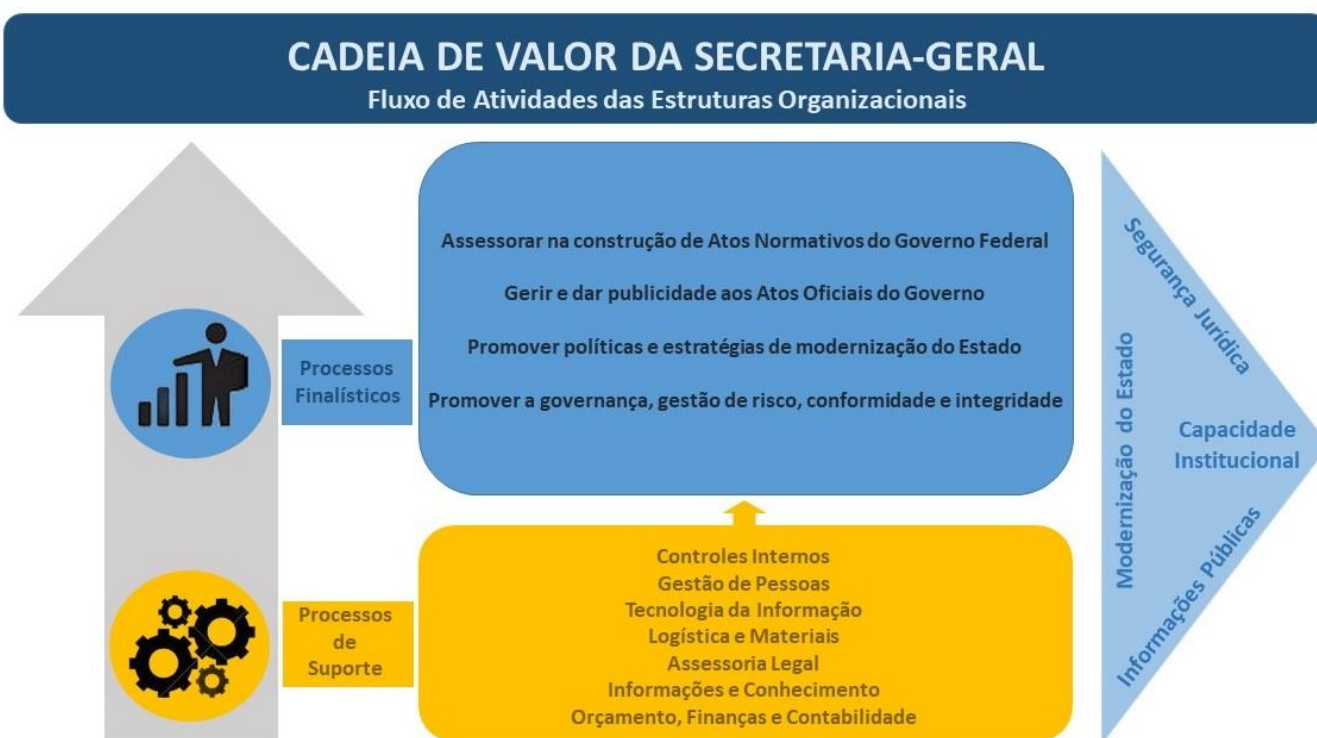 CADEIA DE VALOR DA SECRETARIA-GERAL
Fluxo de Atividades das Estruturas Organizacionais
Processos
Finalísticos
Assessorar na construção de Atos Normativos do Governo Federal
Gerir e dar publicidade aos Atos Oficiais do Governo
Promover políticas e estratégias de modernização do Estado
Promover a governança, gestão de risco, conformidade e integridade
Processos
de
Suporte
Controles Internos
Gestão de Pessoas
Tecnologia da Informação
Logística e Materiais
Assessoria Legal
Informações e Conhecimento
Orçamento, Finanças e Contabilidade
Modernização do Estado
Segurança Jurídica
Capacidade
Institucional
Informações Públicas